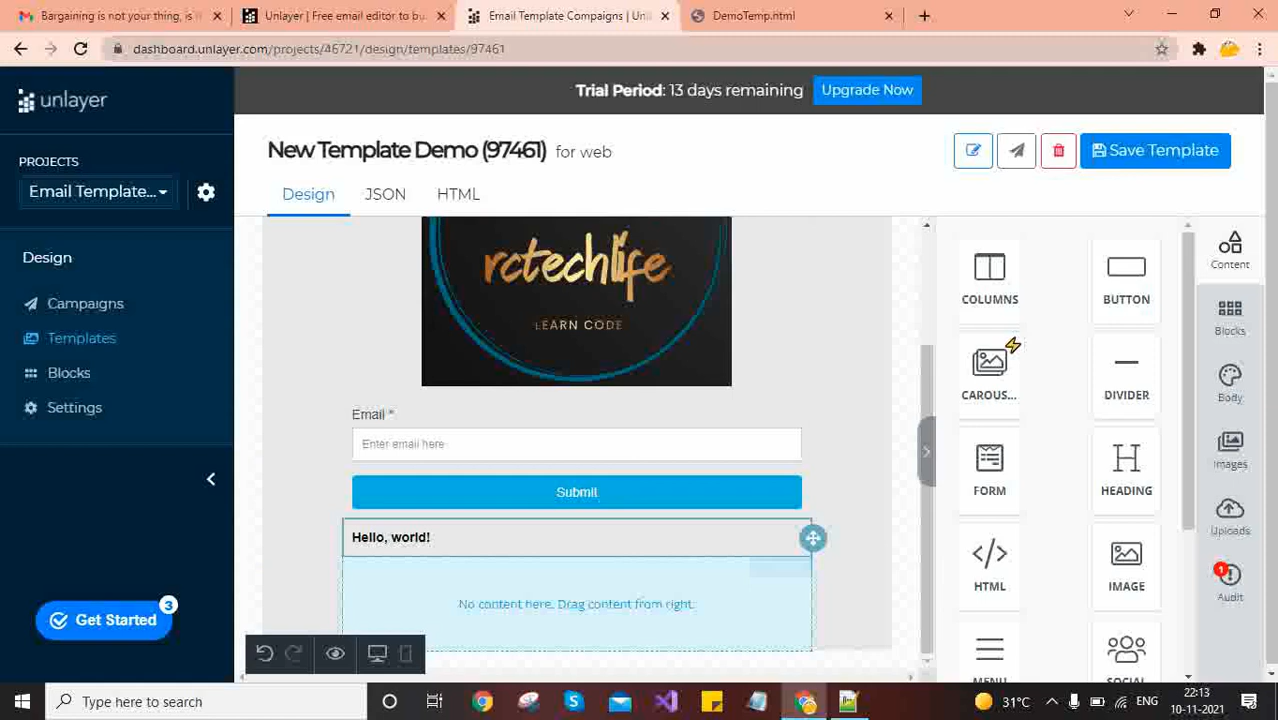 Bargaining is not your thing, is i
Unlayer | Free email editor to bu
Email Template Compaigns | Unl
DemoTemp.html
dashboard.unlayer.com/projects/46721/design/templates/97461
unlayer
Trial Period: 13 days remaining
Upgrade Now
PROJECTS
Email Template...
New Template Demo (97461) for web
Save Template
Design
JSON
HTML
Design
Campaigns
Templates
Blocks
Settings
Get Started
3
rctechlife
LEARN CODE
Email *
Enter email here
Submit
Hello, world!
No content here. Drag content from right.
COLUMNS
BUTTON
CAROUS...
DIVIDER
FORM
HEADING
HTML
IMAGE
MENU
SOCIAL
Content
Blocks
Body
Images
Uploads
1
Audit
Type here to search
31°C
ENG
22:13
10-11-2021